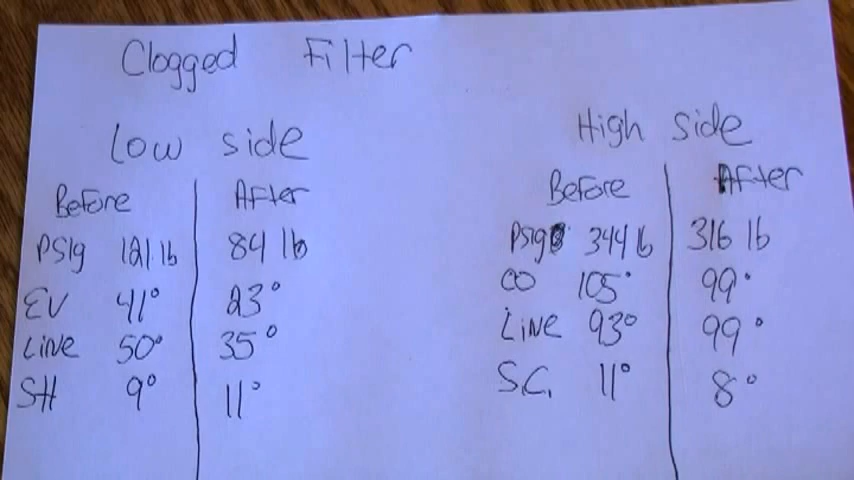 Clogged Filter
Low side
Before After
PSIg 121 lb 84 lb
EV 41° 23°
Line 50° 35°
SH 9° 11°
High Side
Before After
PSIg 344 lb 316 lb
CO 105° 99°
Line 93° 99°
S.C. 11° 8°